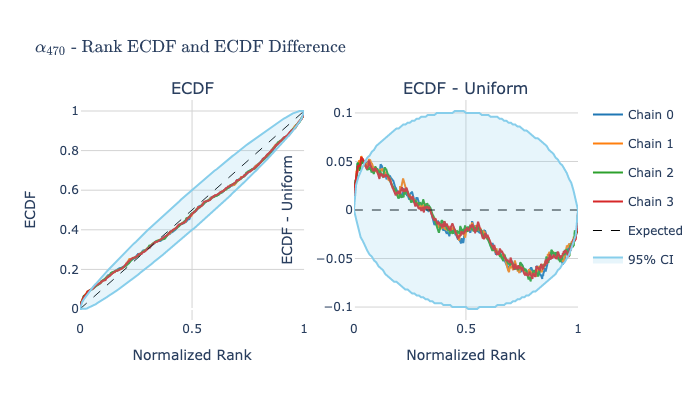 α470 - Rank ECDF and ECDF Difference
ECDF
ECDF - Uniform
ECDF
1
0.8
0.6
0.4
0.2
0
0
0.5
1
Normalized Rank
ECDF - Uniform
0.1
0.05
0
−0.05
−0.1
0
0.5
1
Normalized Rank
Chain 0
Chain 1
Chain 2
Chain 3
Expected
95% CI